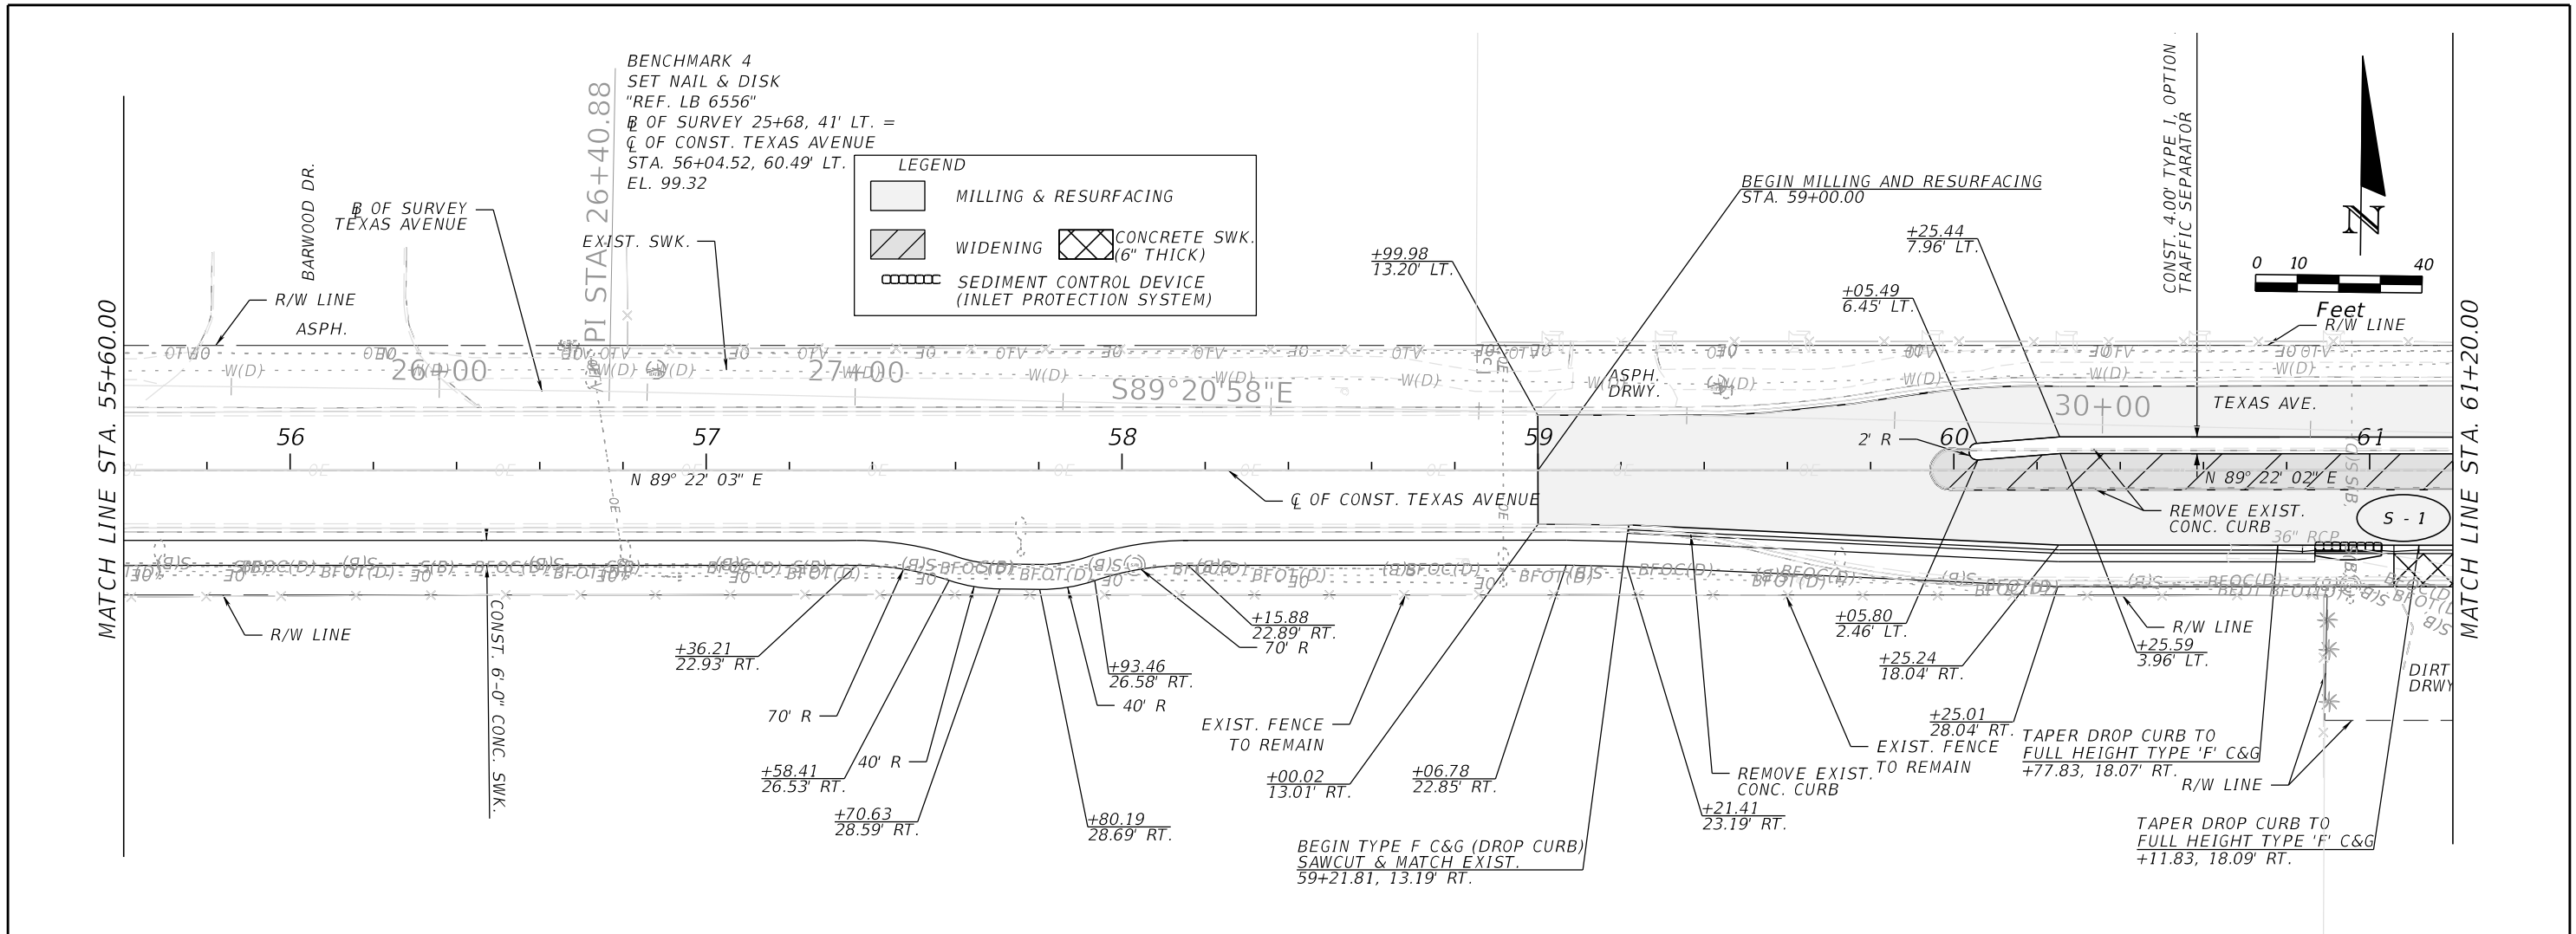 BENCHMARK 4
SET NAIL & DISK
"REF. LB 6556"
℄ OF SURVEY 25+68, 41' LT. =
℄ OF CONST. TEXAS AVENUE
STA. 56+04.52, 60.49' LT.
EL. 99.32
PI STA. 26+40.88
BARWOOD DR.
OF SURVEY
TEXAS AVENUE
EXIST. SWK.
R/W LINE
ASPH.
LEGEND
MILLING & RESURFACING
WIDENING
CONCRETE SWK.
(6" THICK)
SEDIMENT CONTROL DEVICE
(INLET PROTECTION SYSTEM)
BEGIN MILLING AND RESURFACING
STA. 59+00.00
+99.98
13.20' LT.
+25.44
7.96' LT.
+05.49
6.45' LT.
CONST. 4.00' TYPE I, OPTION
TRAFFIC SEPARATOR
N
0 10 40
Feet
R/W LINE
MATCH LINE STA. 55+60.00
MATCH LINE STA. 61+20.00
26+00
27+00
S89°20'58"E
30+00
W(D)
W(D)
W(D)
W(D)
W(D)
W(D)
W(D)
W(D)
W(D)
ASPH.
DRWY.
TEXAS AVE.
56
57
58
59
60
61
2' R
N 89° 22' 03" E
℄ OF CONST. TEXAS AVENUE
N 89° 22' 02" E
REMOVE EXIST.
CONC. CURB
S - 1
36" RCP
BFOC(D)
BFOT(D)
R/W LINE
CONST. 6'-0" CONC. SWK.
+36.21
22.93' RT.
70' R
+58.41
26.53' RT.
40' R
+70.63
28.59' RT.
+80.19
28.69' RT.
+93.46
26.58' RT.
40' R
+15.88
22.89' RT.
70' R
EXIST. FENCE
TO REMAIN
+00.02
13.01' RT.
+06.78
22.85' RT.
BEGIN TYPE F C&G (DROP CURB)
SAWCUT & MATCH EXIST.
59+21.81, 13.19' RT.
+21.41
23.19' RT.
REMOVE EXIST.
CONC. CURB
EXIST. FENCE
TO REMAIN
+05.80
2.46' LT.
+25.24
18.04' RT.
+25.01
28.04' RT.
+25.59
3.96' LT.
R/W LINE
TAPER DROP CURB TO
FULL HEIGHT TYPE 'F' C&G
+77.83, 18.07' RT.
R/W LINE
TAPER DROP CURB TO
FULL HEIGHT TYPE 'F' C&G
+11.83, 18.09' RT.
DIRT
DRWY